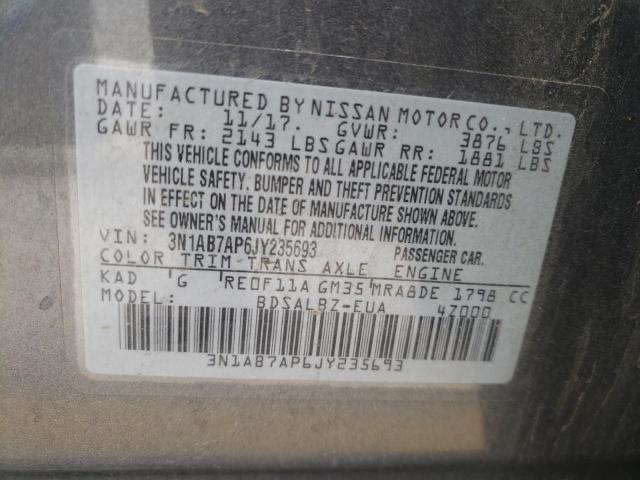 MANUFACTURED BY NISSAN MOTOR CO., LTD.
DATE: 11/17. GVWR: 3876 LBS
GAWR FR: 2143 LBS GAWR RR: 1881 LBS
THIS VEHICLE CONFORMS TO ALL APPLICABLE FEDERAL MOTOR
VEHICLE SAFETY, BUMPER AND THEFT PREVENTION STANDARDS
IN EFFECT ON THE DATE OF MANUFACTURE SHOWN ABOVE.
SEE OWNER'S MANUAL FOR ADDITIONAL INFORMATION.
VIN: 3N1AB7AP6JY235693 PASSENGER CAR.
COLOR TRIM TRANS AXLE ENGINE
KAD G RE0F11A GM35 MRA8DE 1798 CC
MODEL: BDSALBZ-EUA 4Z000
3N1AB7AP6JY235693